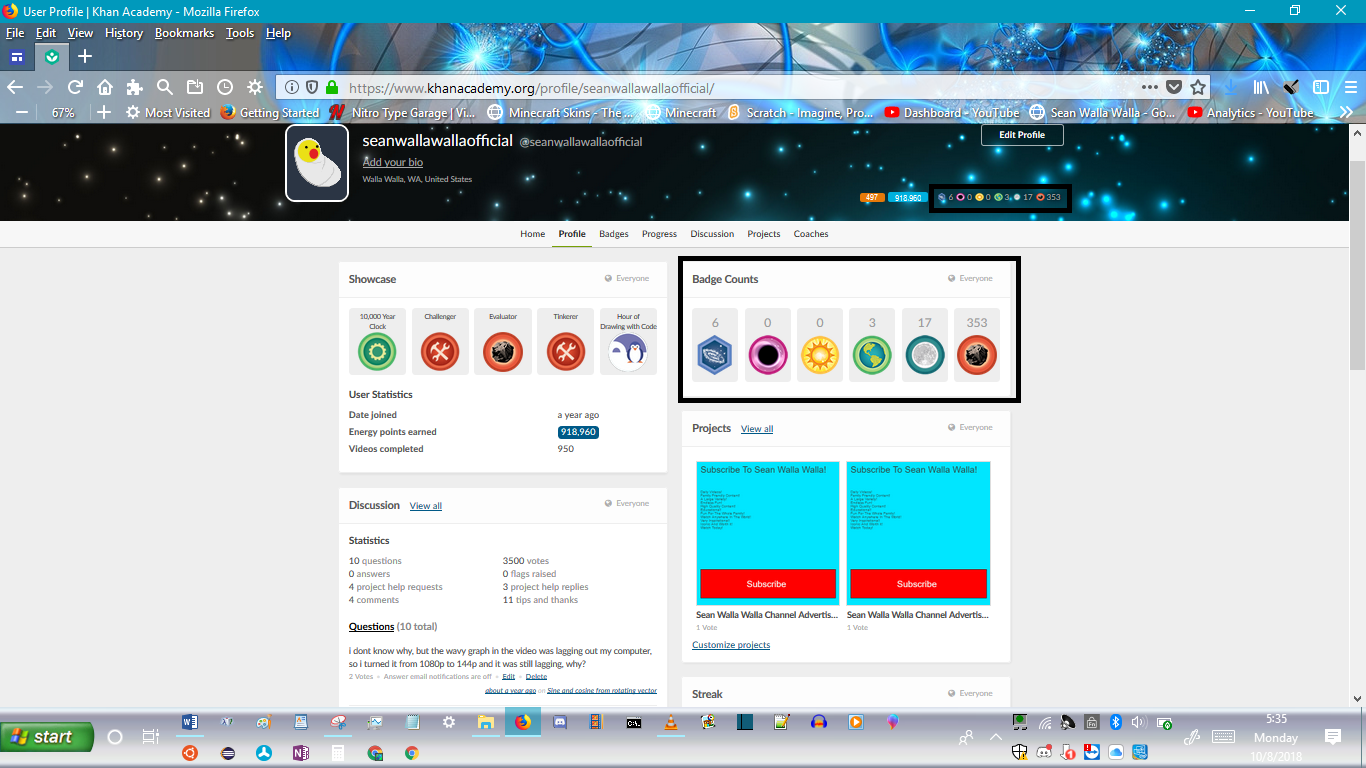 User Profile | Khan Academy - Mozilla Firefox
File Edit View History Bookmarks Tools Help
https://www.khanacademy.org/profile/seanwallawallaofficial/
67% Most Visited Getting Started Nitro Type Garage | Vi... Minecraft Skins - The ... Minecraft Scratch - Imagine, Pro... Dashboard - YouTube Sean Walla Walla - Go... Analytics - YouTube
seanwallawallaofficial @seanwallawallaofficial
Edit Profile
Add your bio
Walla Walla, WA, United States
497 918,960 6 0 0 3 17 353
Home Profile Badges Progress Discussion Projects Coaches
Showcase Everyone
10,000 Year Clock
Challenger
Evaluator
Tinkerer
Hour of Drawing with Code
User Statistics
Date joined a year ago
Energy points earned 918,960
Videos completed 950
Badge Counts Everyone
6 0 0 3 17 353
Projects View all Everyone
Subscribe To Sean Walla Walla!
Subscribe
Subscribe To Sean Walla Walla!
Subscribe
Sean Walla Walla Channel Advertis...
1 Vote
Sean Walla Walla Channel Advertis...
1 Vote
Customize projects
Discussion View all Everyone
Statistics
10 questions 3500 votes
0 answers 0 flags raised
4 project help requests 3 project help replies
4 comments 11 tips and thanks
Questions (10 total)
i dont know why, but the wavy graph in the video was lagging out my computer,
so i turned it from 1080p to 144p and it was still lagging, why?
2 Votes • Answer email notifications are off • Edit • Delete
about a year ago on Sine and cosine from rotating vector
Streak Everyone
start
5:35
Monday
10/8/2018